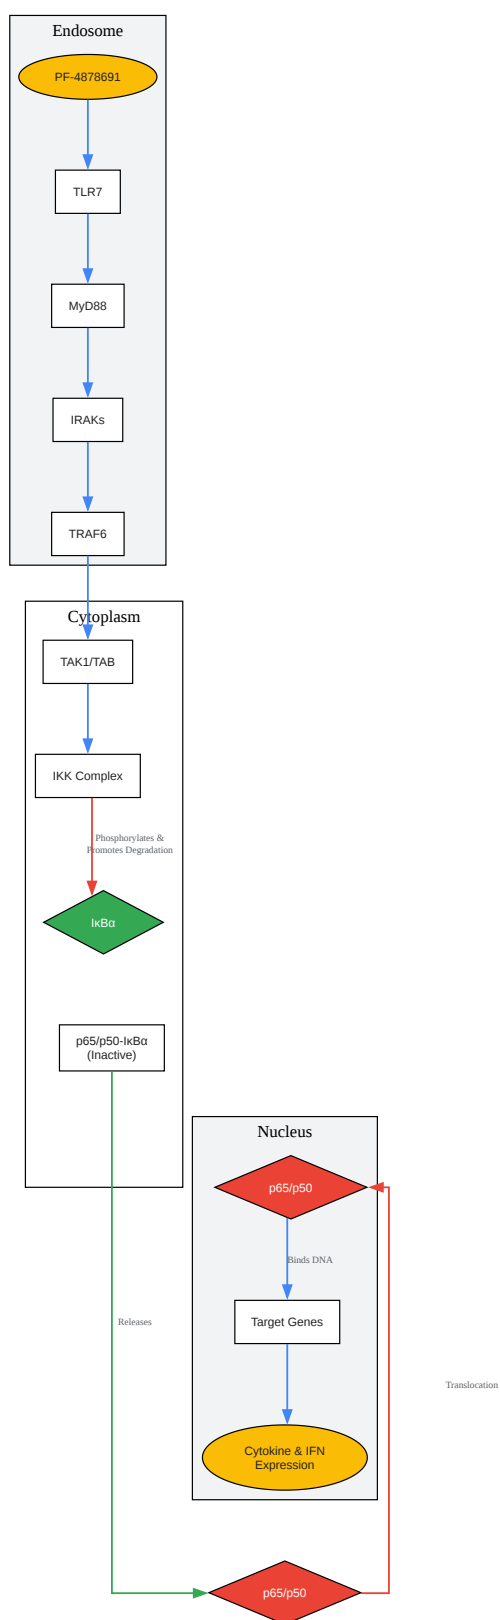 Endosome
PF-4878691
TLR7
MyD88
IRAKs
TRAF6
Cytoplasm
TAK1/TAB
IKK Complex
Phosphorylates &
Promotes Degradation
IκBα
p65/p50-IκBα
(Inactive)
Nucleus
p65/p50
Binds DNA
Target Genes
Releases
Translocation
Cytokine & IFN
Expression
p65/p50